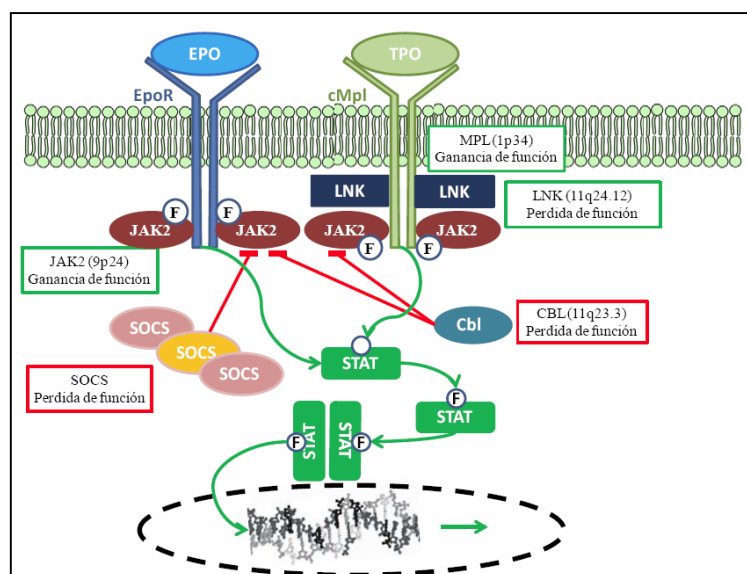 EPO
TPO
EpoR
cMpl
MPL (1p34)
Ganancia de función
LNK
LNK
LNK (11q24.12)
Perdida de función
F
F
JAK2
JAK2
JAK2
JAK2
F
F
JAK2 (9p24)
Ganancia de función
SOCS
SOCS
SOCS
Cbl
CBL (11q23.3)
Perdida de función
STAT
SOCS
Perdida de función
F
STAT
STAT
STAT
F
F